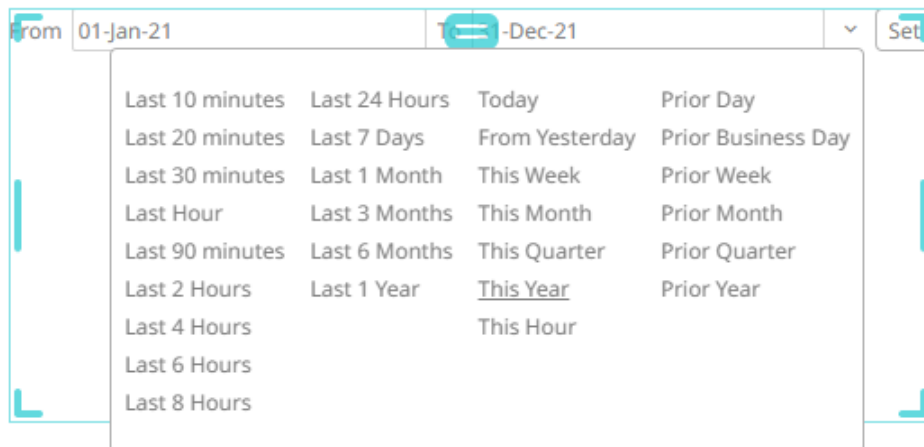 From 01-Jan-21 To 31-Dec-21 Set
Last 10 minutes Last 24 Hours Today Prior Day
Last 20 minutes Last 7 Days From Yesterday Prior Business Day
Last 30 minutes Last 1 Month This Week Prior Week
Last Hour Last 3 Months This Month Prior Month
Last 90 minutes Last 6 Months This Quarter Prior Quarter
Last 2 Hours Last 1 Year This Year Prior Year
Last 4 Hours This Hour
Last 6 Hours
Last 8 Hours